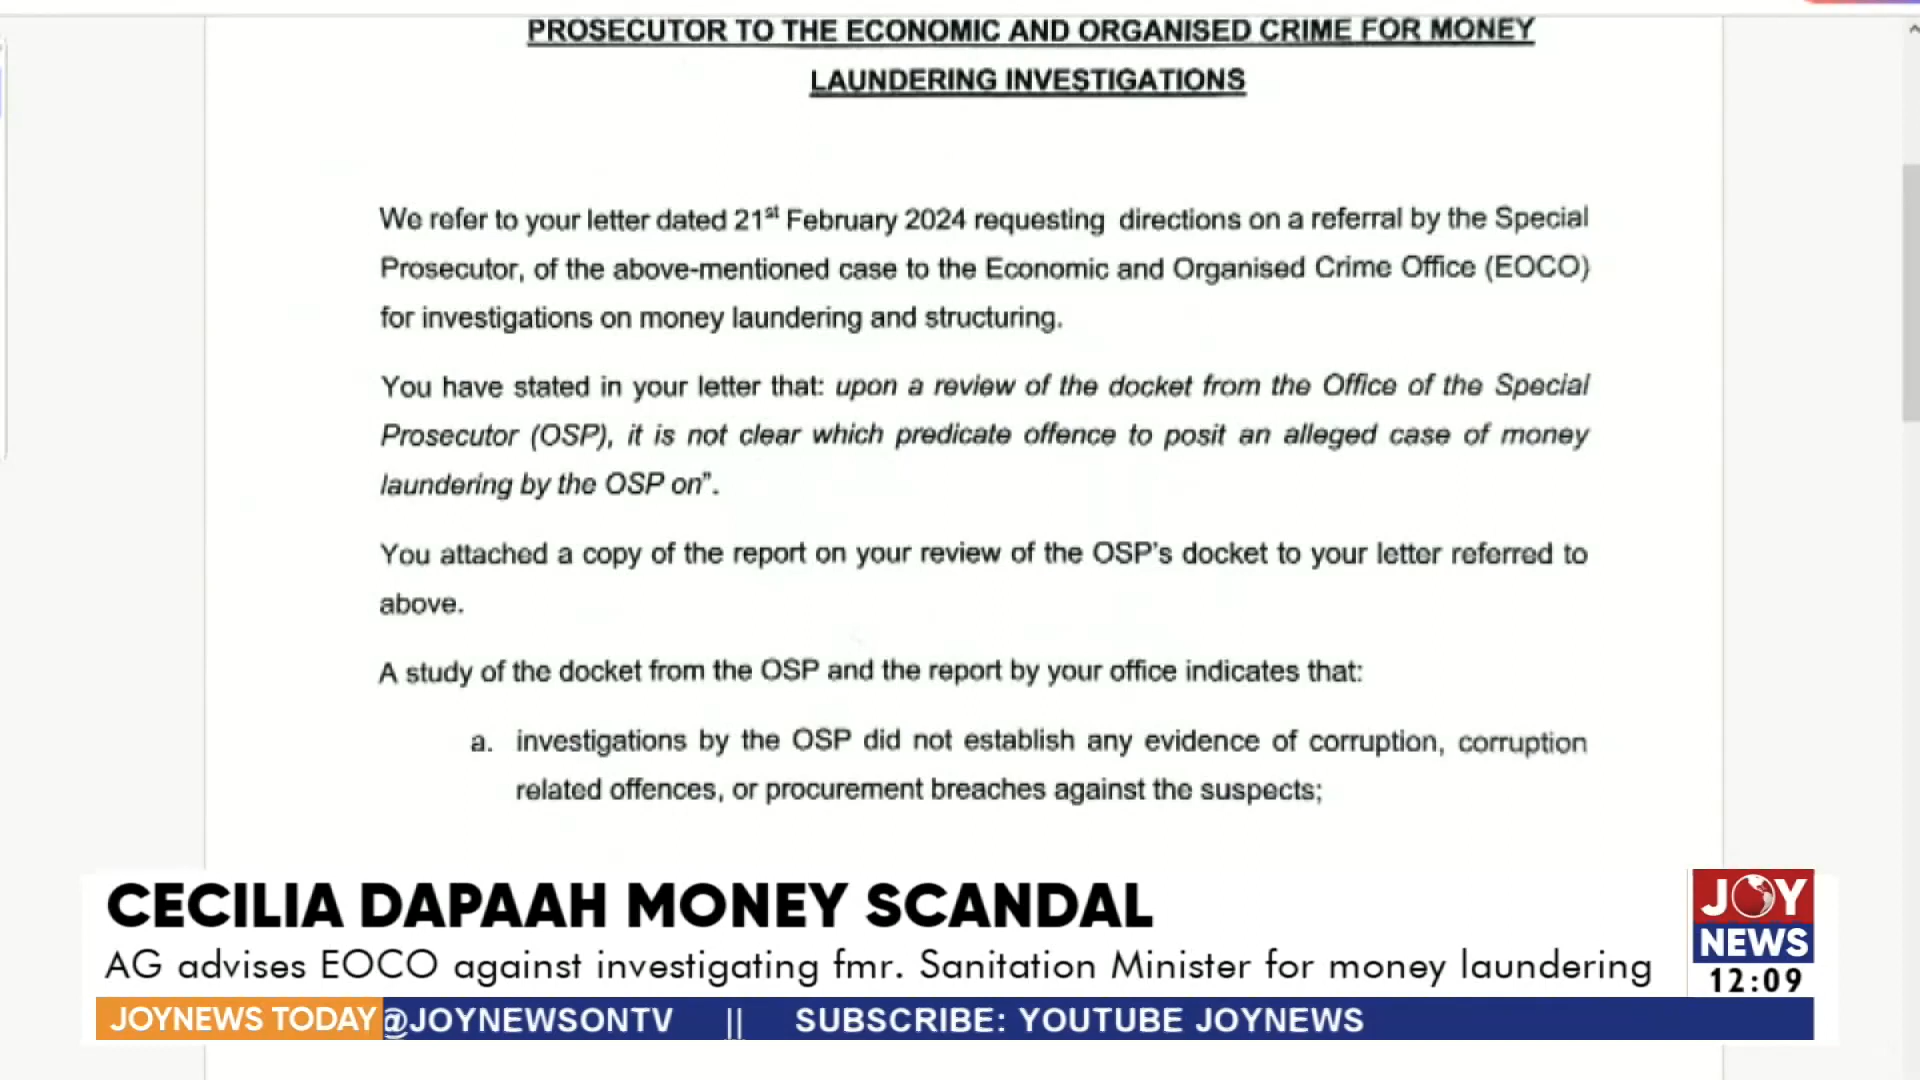 PROSECUTOR TO THE ECONOMIC AND ORGANISED CRIME FOR MONEY
LAUNDERING INVESTIGATIONS
We refer to your letter dated 21st February 2024 requesting directions on a referral by the Special
Prosecutor, of the above-mentioned case to the Economic and Organised Crime Office (EOCO)
for investigations on money laundering and structuring.
You have stated in your letter that: upon a review of the docket from the Office of the Special
Prosecutor (OSP), it is not clear which predicate offence to posit an alleged case of money
laundering by the OSP on”.
You attached a copy of the report on your review of the OSP's docket to your letter referred to
above.
A study of the docket from the OSP and the report by your office indicates that:
a. investigations by the OSP did not establish any evidence of corruption, corruption
related offences, or procurement breaches against the suspects;
CECILIA DAPAAH MONEY SCANDAL
AG advises EOCO against investigating fmr. Sanitation Minister for money laundering
JOY
NEWS
12:09
JOYNEWS TODAY @JOYNEWSONTV || SUBSCRIBE: YOUTUBE JOYNEWS